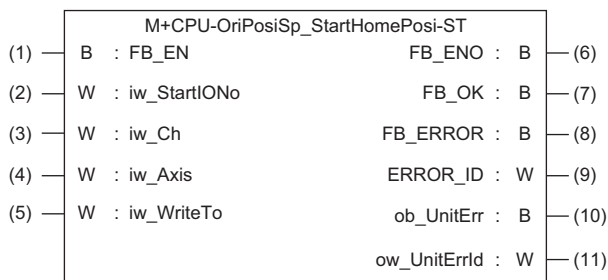 M+CPU-OriPosiSp_StartHomePosi-ST
(1) B : FB_EN FB_ENO : B (6)
(2) W : iw_StartIONo FB_OK : B (7)
(3) W : iw_Ch FB_ERROR : B (8)
(4) W : iw_Axis ERROR_ID : W (9)
(5) W : iw_WriteTo ob_UnitErr : B (10)
ow_UnitErrId : W (11)